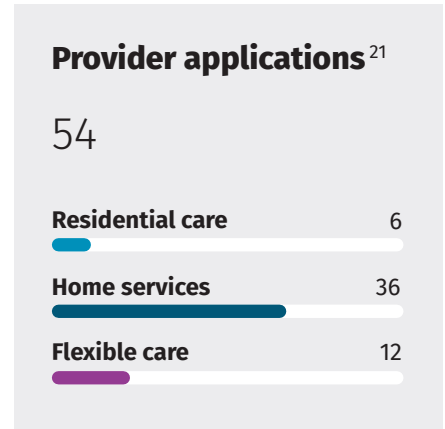 Provider applications 21
54
Residential care 6
Home services 36
Flexible care 12